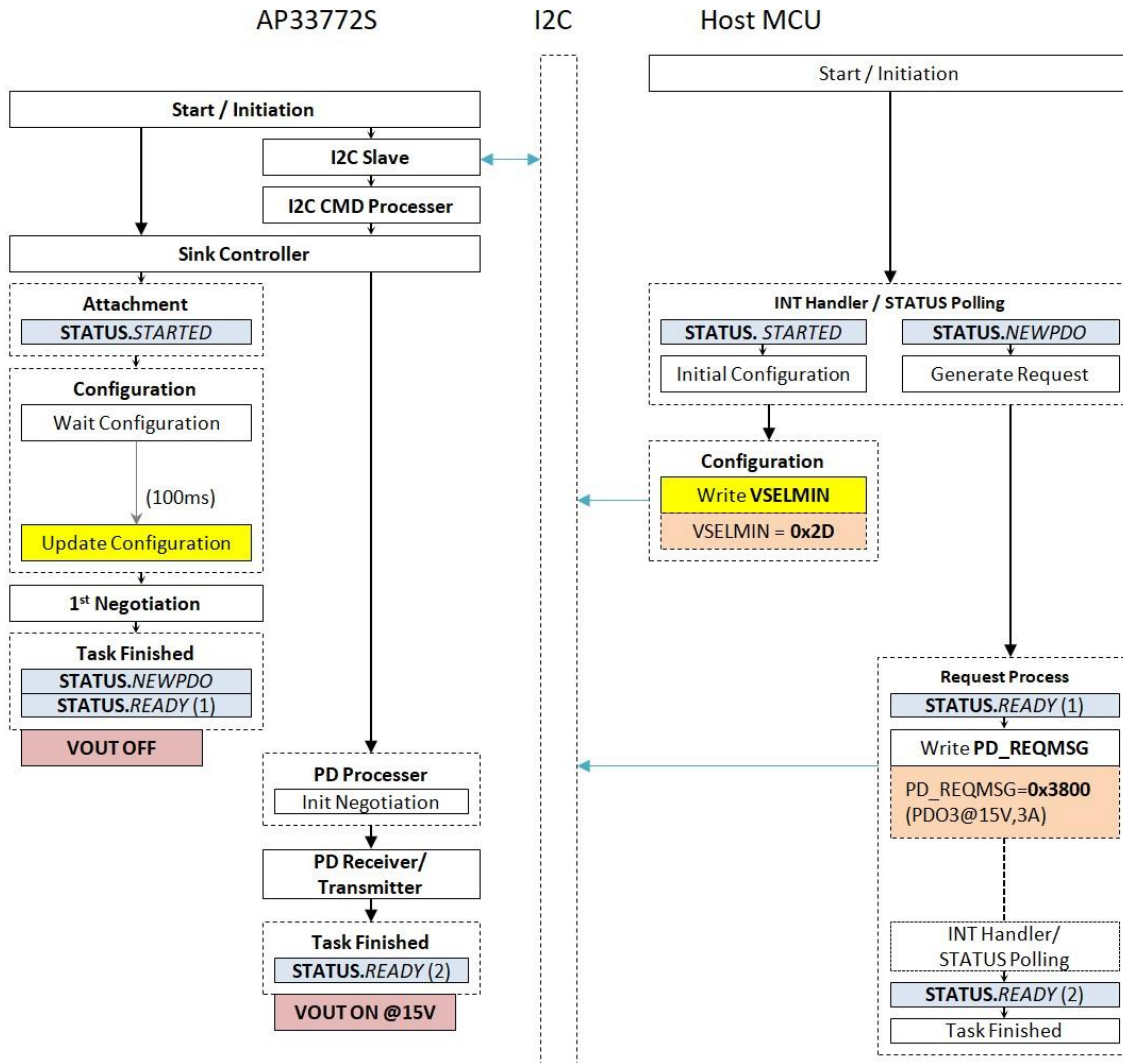 AP33772S
I2C
Host MCU
Start / Initiation
I2C Slave
I2C CMD Processer
Sink Controller
Attachment
STATUS.STARTED
Configuration
Wait Configuration
(100ms)
Update Configuration
1st Negotiation
Task Finished
STATUS.NEWPDO
STATUS.READY (1)
VOUT OFF
PD Processer
Init Negotiation
PD Receiver/
Transmitter
Task Finished
STATUS.READY (2)
VOUT ON @15V
Start / Initiation
INT Handler / STATUS Polling
STATUS. STARTED
Initial Configuration
STATUS.NEWPDO
Generate Request
Configuration
Write VSELMIN
VSELMIN = 0x2D
Request Process
STATUS.READY (1)
Write PD_REQMSG
PD_REQMSG=0x3800
(PDO3@15V,3A)
INT Handler/
STATUS Polling
STATUS.READY (2)
Task Finished